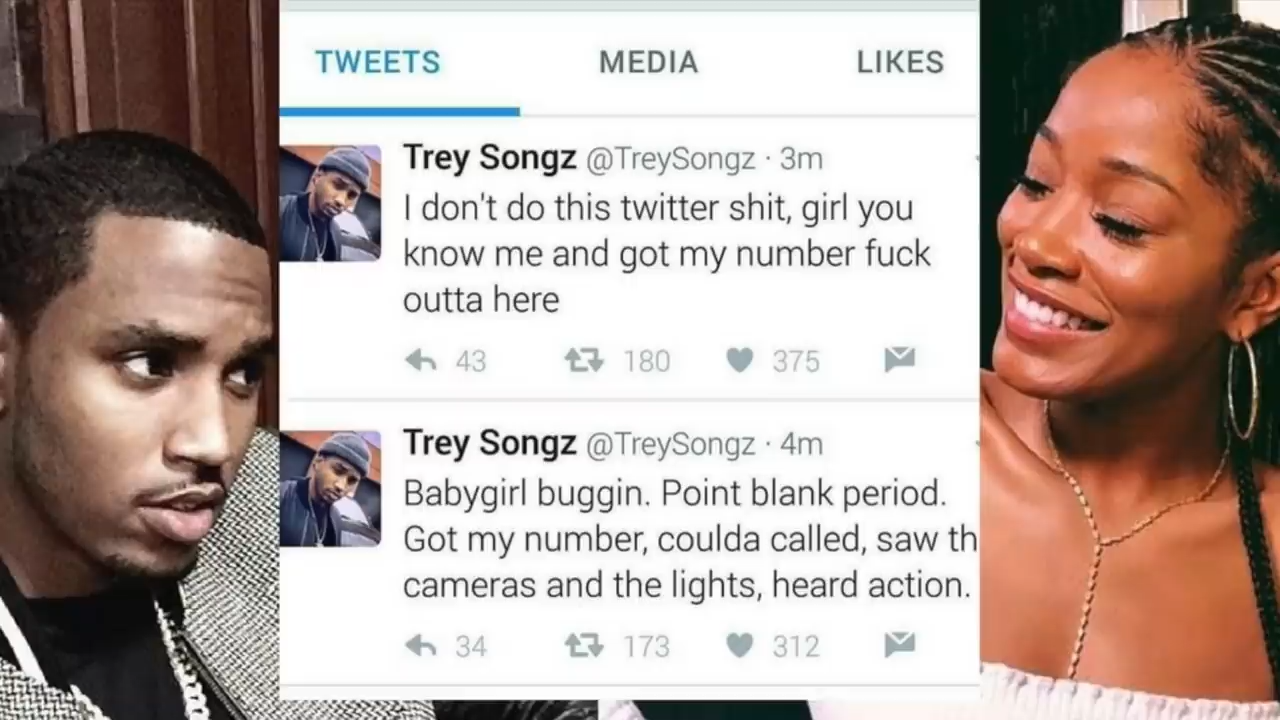 TWEETS MEDIA LIKES
Trey Songz @TreySongz · 3m
I don't do this twitter shit, girl you
know me and got my number fuck
outta here
43 180 375
Trey Songz @TreySongz · 4m
Babygirl buggin. Point blank period.
Got my number, coulda called, saw th
cameras and the lights, heard action.
34 173 312